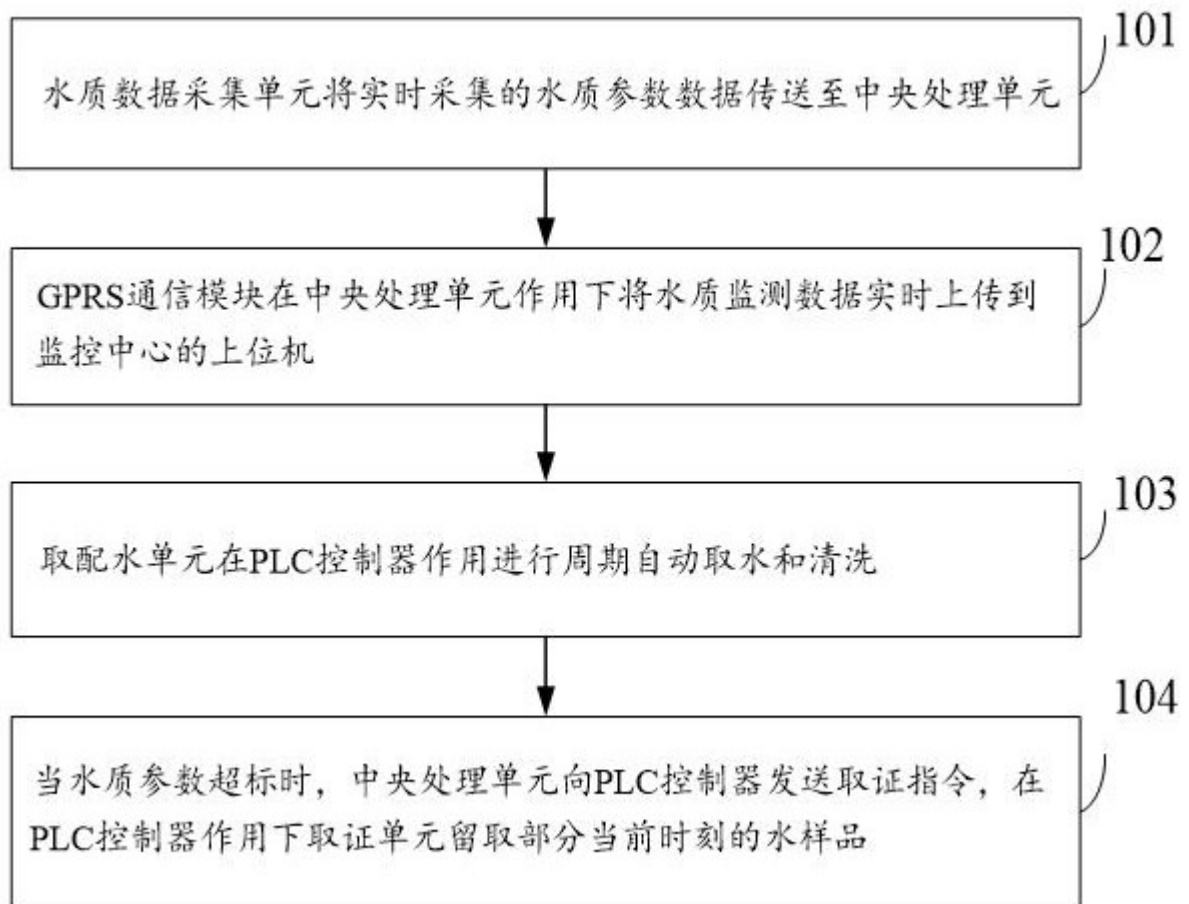 101
水质数据采集单元将实时采集的水质参数数据传送至中央处理单元
102
GPRS通信模块在中央处理单元作用下将水质监测数据实时上传到
监控中心的上位机
103
取配水单元在PLC控制器作用进行周期自动取水和清洗
104
当水质参数超标时，中央处理单元向PLC控制器发送取证指令，在
PLC控制器作用下取证单元留取部分当前时刻的水样品